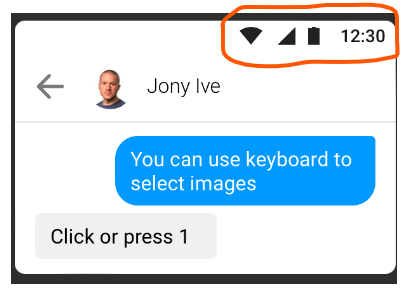 12:30
Jony Ive
You can use keyboard to
select images
Click or press 1